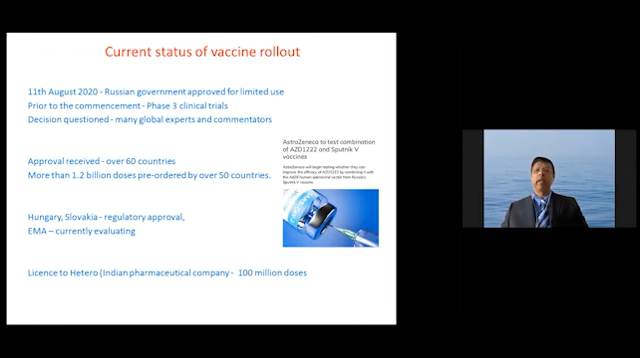 Current status of vaccine rollout
11th August 2020 - Russian government approved for limited use
Prior to the commencement - Phase 3 clinical trials
Decision questioned - many global experts and commentators
AstraZeneca to test combination
of AZD1222 and Sputnik V
vaccines
AstraZeneca will begin testing whether they can
improve the efficacy of AZD1222 by combining it with
the Ad26 human adenoviral vector from Russia's
Sputnik V vaccine.
Approval received - over 60 countries
More than 1.2 billion doses pre-ordered by over 50 countries.
Hungary, Slovakia - regulatory approval,
EMA – currently evaluating
Licence to Hetero (Indian pharmaceutical company - 100 million doses